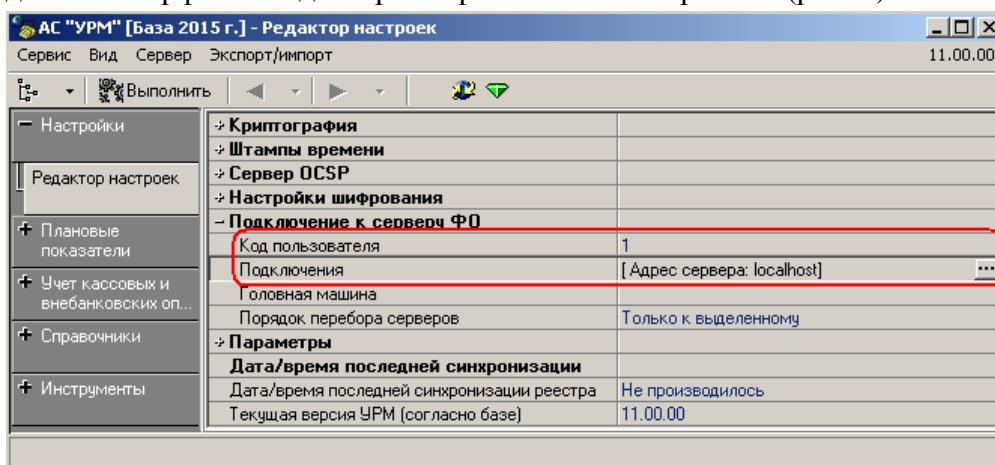 АС "УРМ" [База 2015 г.] - Редактор настроек
Сервис Вид Сервер Экспорт/импорт 11.00.00
Выполнить
Настройки
Редактор настроек
Плановые
показатели
Учет кассовых и
внебанковских оп...
Справочники
Инструменты
Криптография
Штампы времени
Сервер OCSP
Настройки шифрования
Подключение к серверу ФО
Код пользователя 1
Подключения [ Адрес сервера: localhost] ...
Головная машина
Порядок перебора серверов Только к выделенному
Параметры
Дата/время последней синхронизации
Дата/время последней синхронизации реестра Не производилось
Текущая версия УРМ (согласно базе) 11.00.00